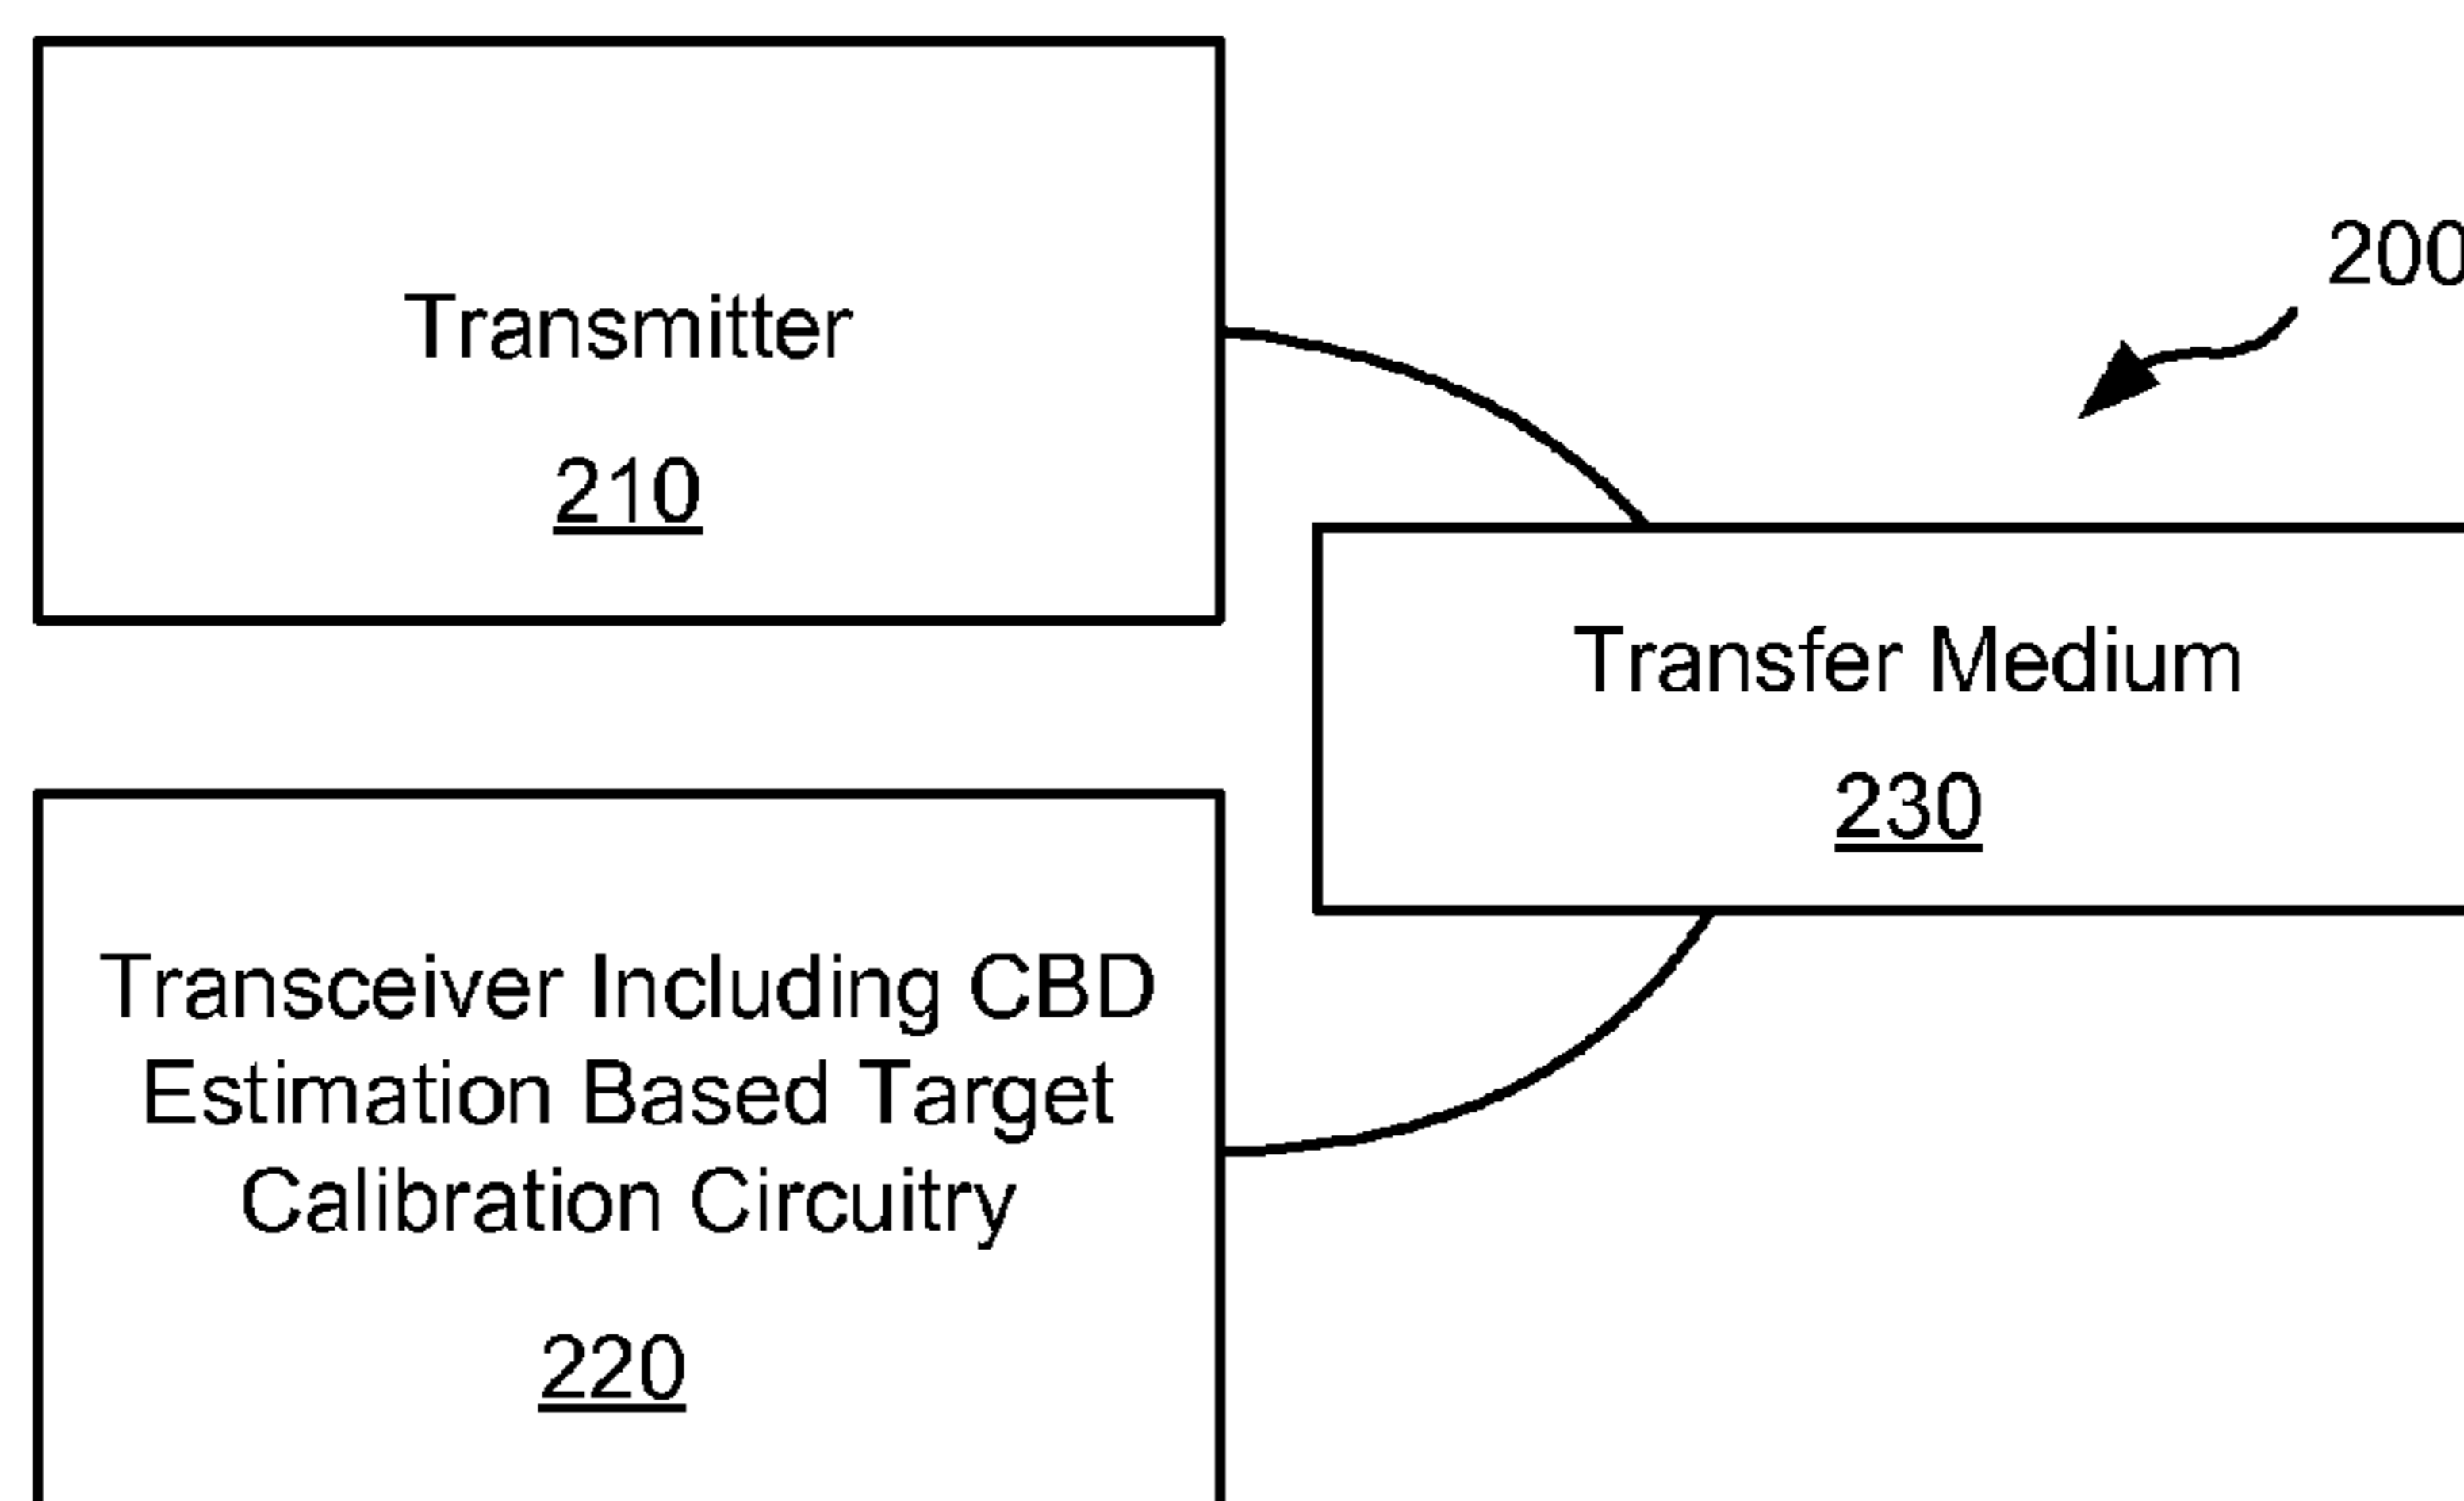 Transmitter
210
200
Transfer Medium
230
Transceiver Including CBD
Estimation Based Target
Calibration Circuitry
220